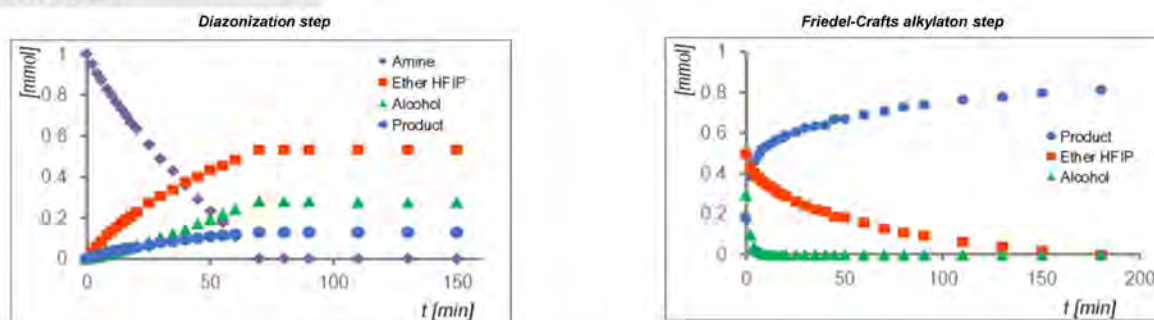 Diazonization step
[mmol]
1
0.8
0.6
0.4
0.2
0
0
50
100
150
t [min]
Amine
Ether HFIP
Alcohol
Product
Friedel-Crafts alkylaton step
[mmol]
1
0.8
0.6
0.4
0.2
0
0
50
100
150
200
t [min]
Product
Ether HFIP
Alcohol